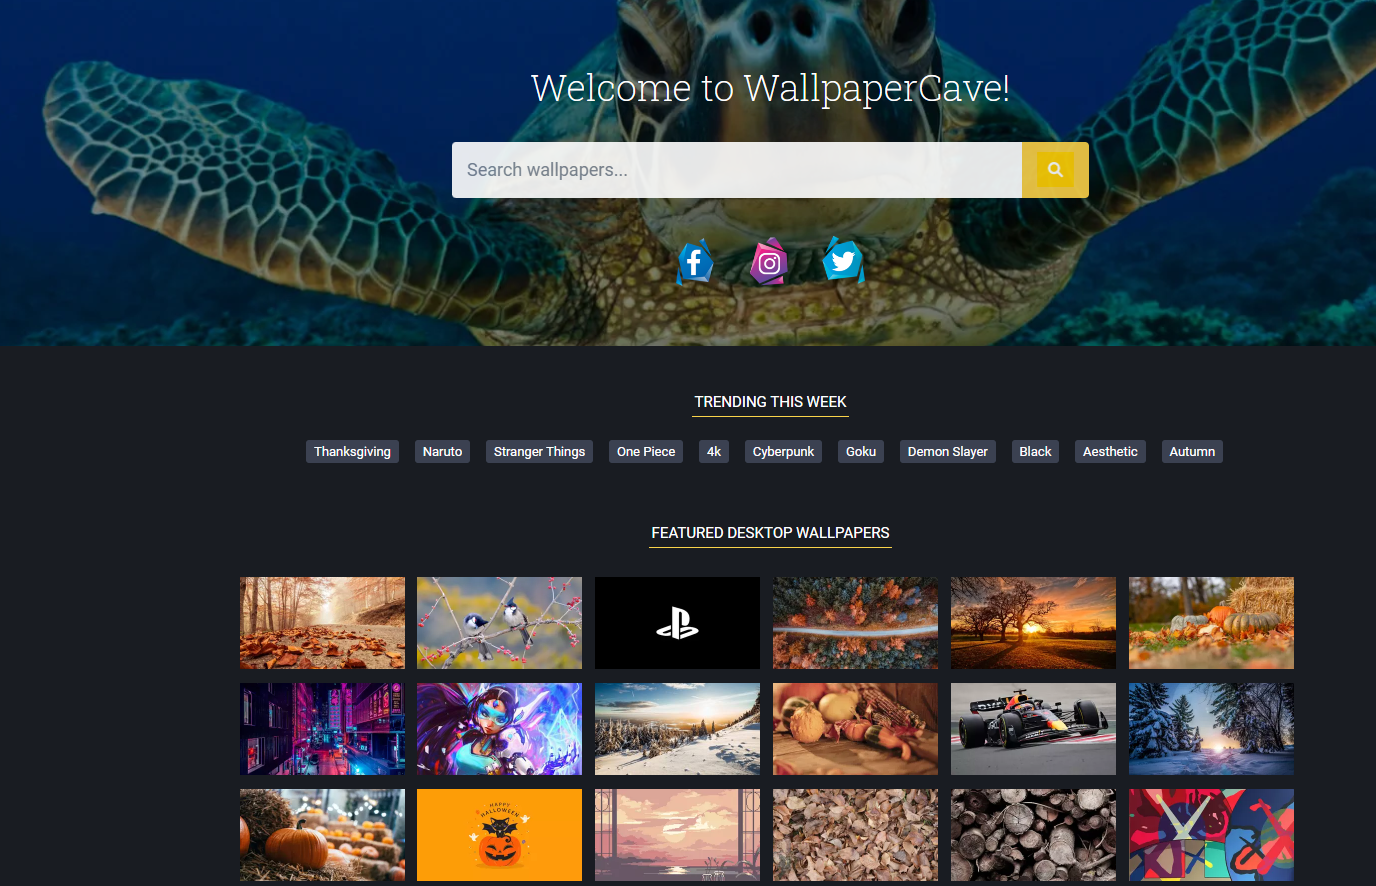 Welcome to WallpaperCave!
Search wallpapers...
TRENDING THIS WEEK
Thanksgiving Naruto Stranger Things One Piece 4k Cyberpunk Goku Demon Slayer Black Aesthetic Autumn
FEATURED DESKTOP WALLPAPERS
HAPPY
HALLOWEEN